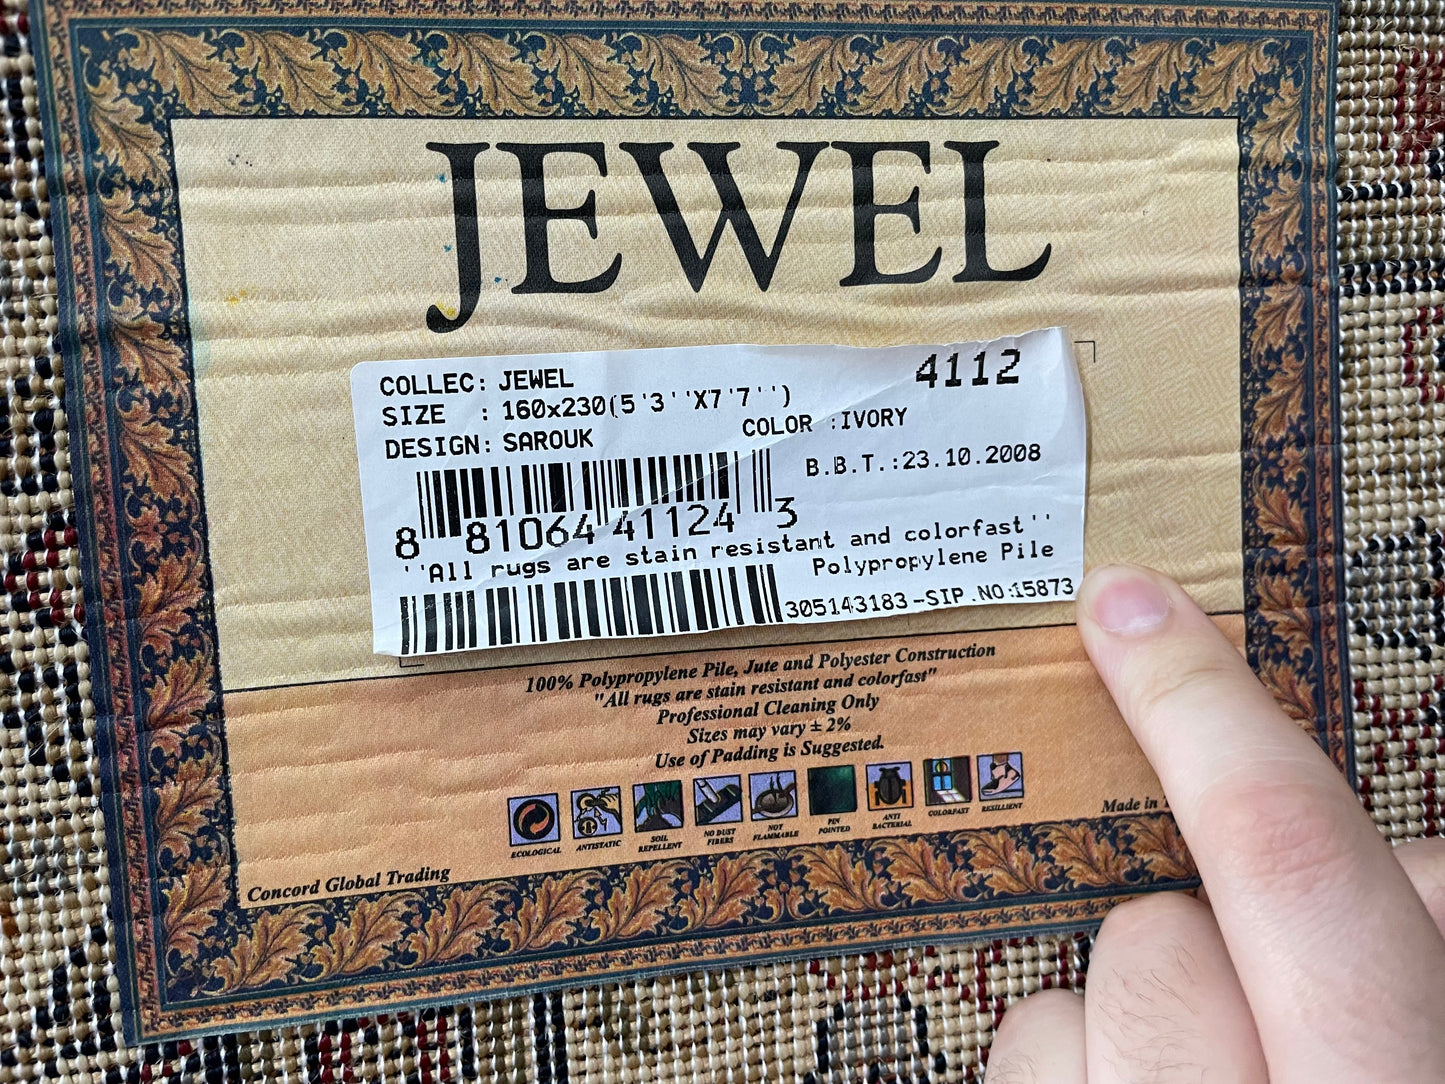 JEWEL
COLLEC: JEWEL 4112
SIZE : 160x230(5'3''X7'7'')
DESIGN: SAROUK COLOR :IVORY
B.B.T.:23.10.2008
8 81064 41124 3
''All rugs are stain resistant and colorfast''
Polypropylene Pile
305143183-SIP.NO:15873
100% Polypropylene Pile, Jute and Polyester Construction
"All rugs are stain resistant and colorfast"
Professional Cleaning Only
Sizes may vary ± 2%
Use of Padding is Suggested.
ECOLOGICAL ANTISTATIC SOIL REPELLENT NO DUST FIBERS NOT FLAMMABLE PIN POINTED ANTI BACTERIAL COLORFAST RESILLIENT
Concord Global Trading Made in